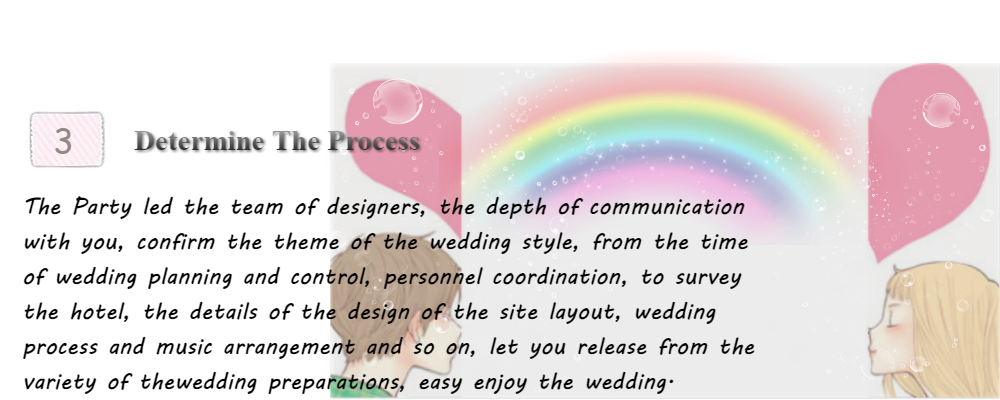 3
Determine The Process
The Party led the team of designers, the depth of communication
with you, confirm the theme of the wedding style, from the time
of wedding planning and control, personnel coordination, to survey
the hotel, the details of the design of the site layout, wedding
process and music arrangement and so on, let you release from the
variety of thewedding preparations, easy enjoy the wedding·